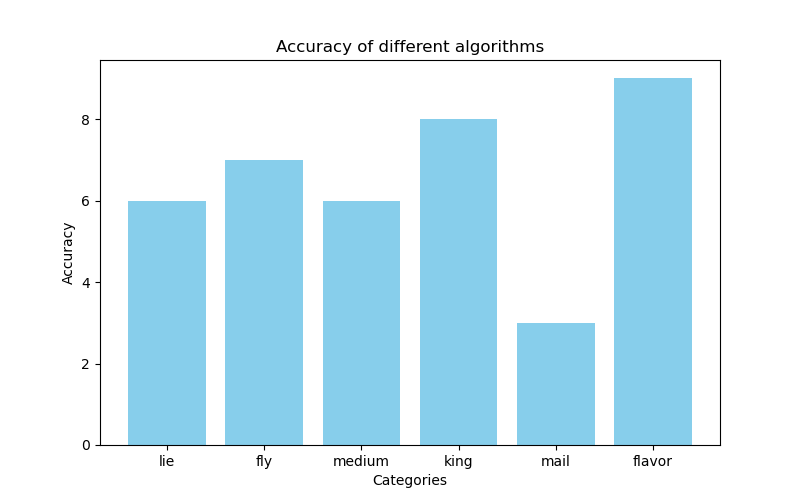 Accuracy of different algorithms
Accuracy
8
6
4
2
0
lie fly medium king mail flavor
Categories